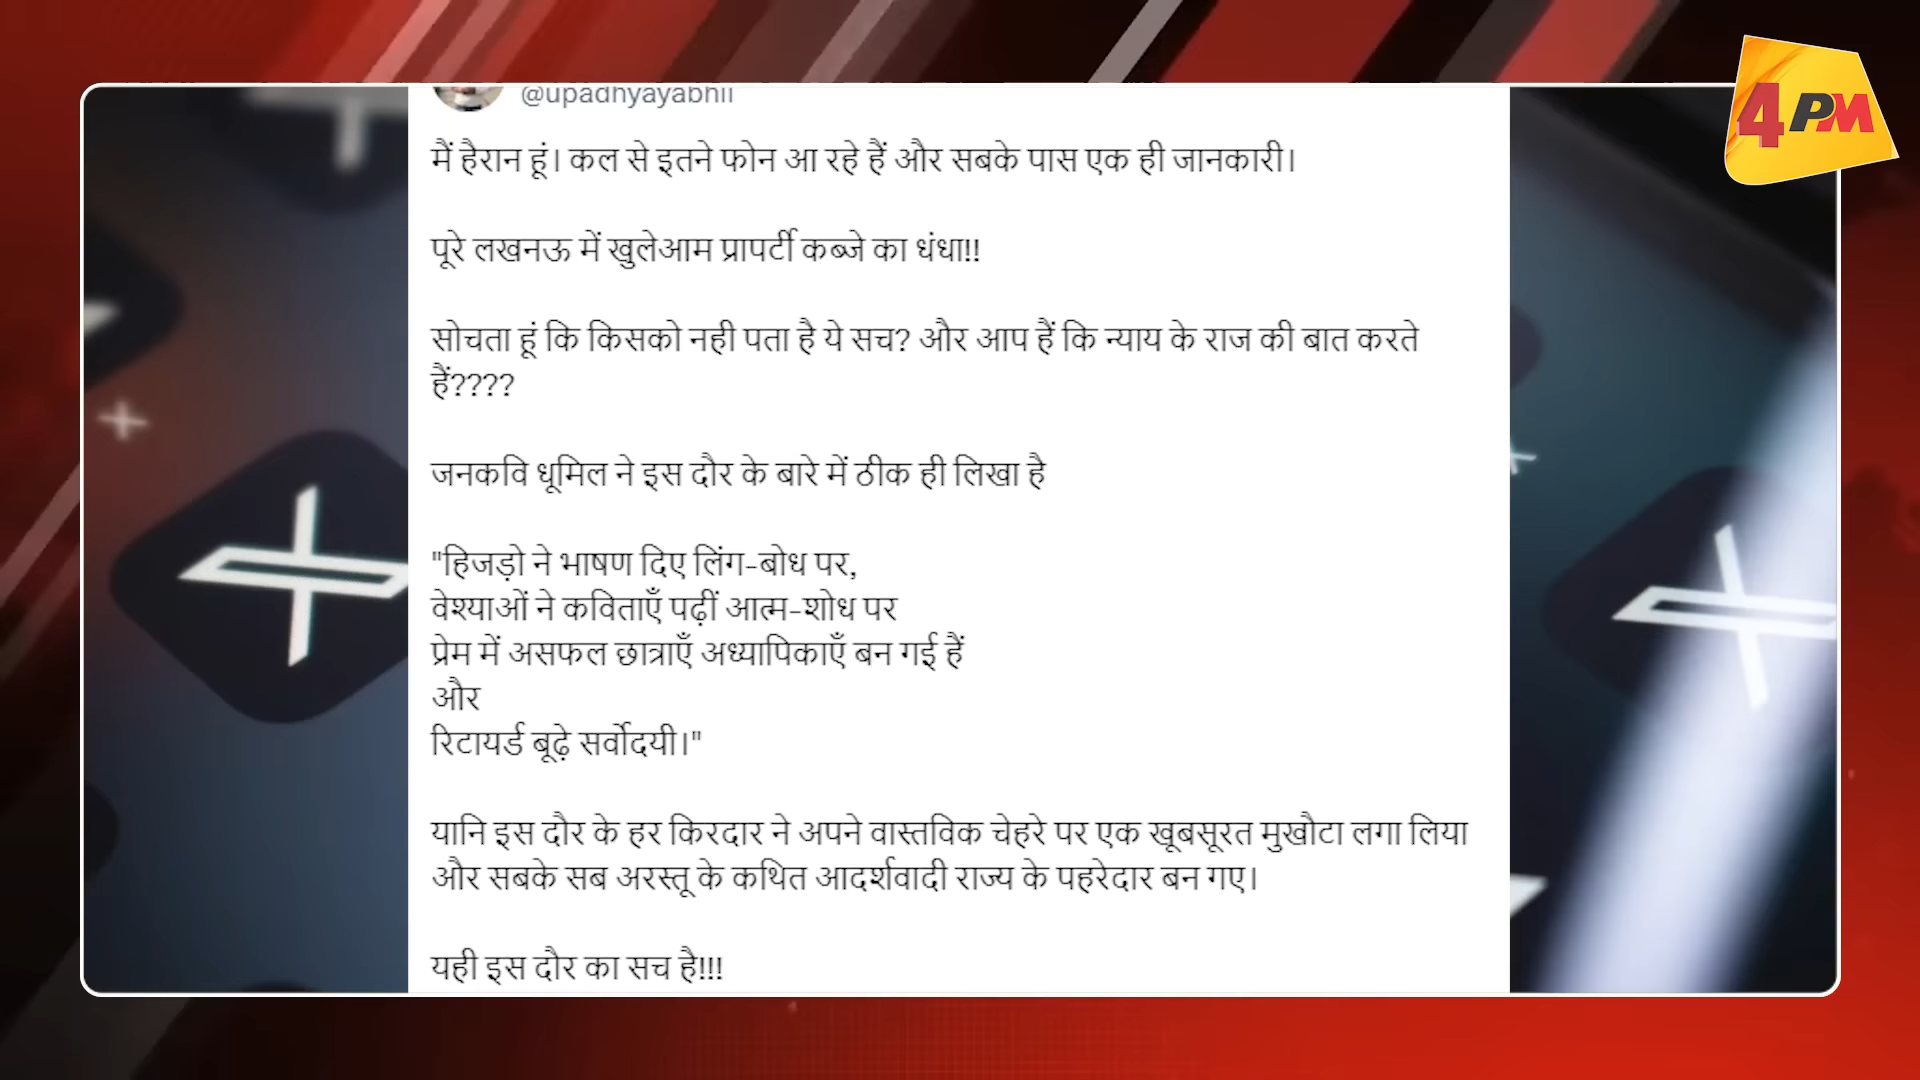 @upadhyayabhii
4PM
मैं हैरान हूं। कल से इतने फोन आ रहे हैं और सबके पास एक ही जानकारी।
पूरे लखनऊ में खुलेआम प्रापर्टी कब्जे का धंधा!!
सोचता हूं कि किसको नही पता है ये सच? और आप हैं कि न्याय के राज की बात करते
हैं????
जनकवि धूमिल ने इस दौर के बारे में ठीक ही लिखा है
"हिजड़ो ने भाषण दिए लिंग-बोध पर,
वेश्याओं ने कविताएँ पढ़ीं आत्म-शोध पर
प्रेम में असफल छात्राएँ अध्यापिकाएँ बन गई हैं
और
रिटायर्ड बूढ़े सर्वोदयी।"
यानि इस दौर के हर किरदार ने अपने वास्तविक चेहरे पर एक खूबसूरत मुखौटा लगा लिया
और सबके सब अरस्तू के कथित आदर्शवादी राज्य के पहरेदार बन गए।
यही इस दौर का सच है!!!